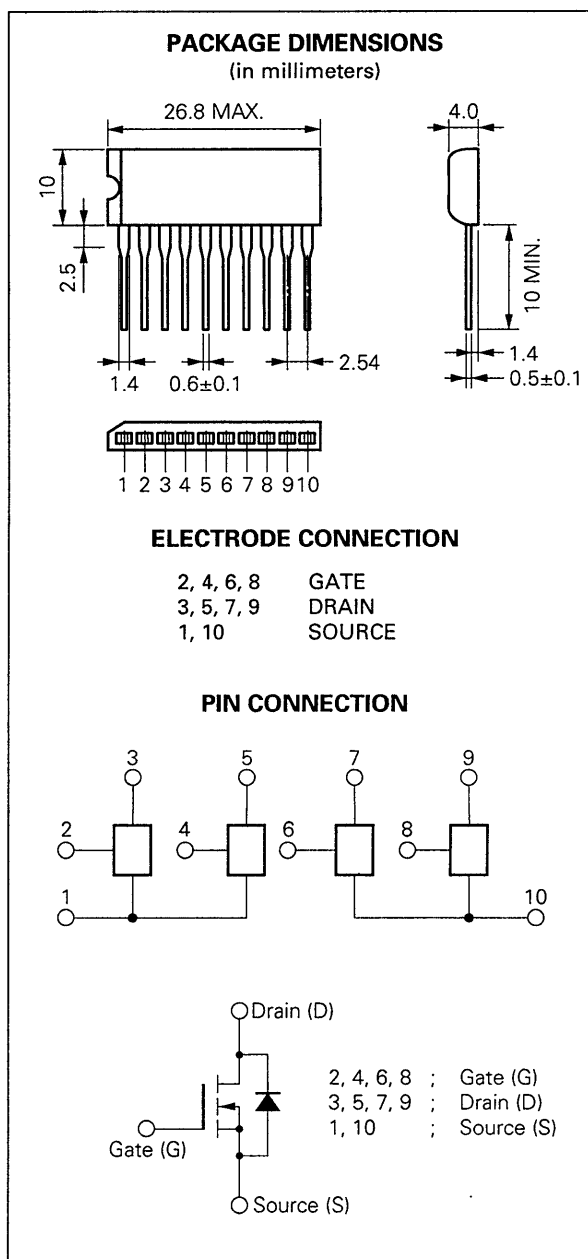 PACKAGE DIMENSIONS
(in millimeters)
26.8 MAX.
4.0
10
2.5
10 MIN.
2.54
1.4
1.4
0.6±0.1
0.5±0.1
1 2 3 4 5 6 7 8 9 10
ELECTRODE CONNECTION
2, 4, 6, 8 GATE
3, 5, 7, 9 DRAIN
1, 10 SOURCE
PIN CONNECTION
3 5 7 9
2 4 6 8
1 10
Drain (D)
2, 4, 6, 8 ; Gate (G)
3, 5, 7, 9 ; Drain (D)
1, 10 ; Source (S)
Gate (G)
Source (S)